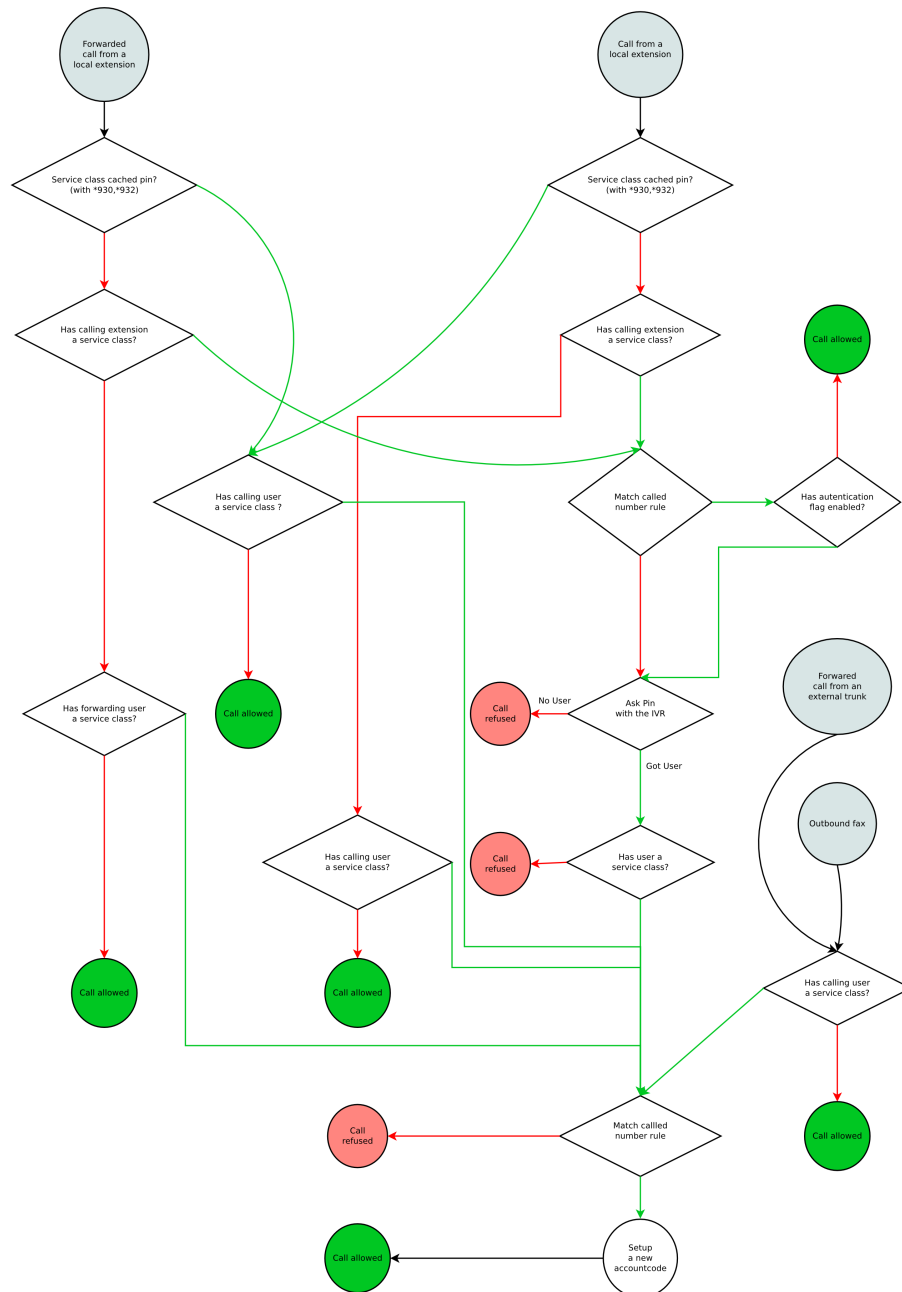 Forwarded
call from a
local extension
Call from a
local extension
Service class cached pin?
(with *930,*932)
Service class cached pin?
(with *930,*932)
Has calling extension
a service class?
Has calling extension
a service class?
Call allowed
Has calling user
a service class ?
Match called
number rule
Has autentication
flag enabled?
Forwared
call from an
external trunk
Has forwarding user
a service class?
Call allowed
Call
refused
No User
Ask Pin
with the IVR
Got User
Outbound fax
Has calling user
a service class?
Call
refused
Has user a
service class?
Call allowed
Call allowed
Has calling user
a service class?
Call
refused
Match callled
number rule
Call allowed
Call allowed
Setup
a new
accountcode